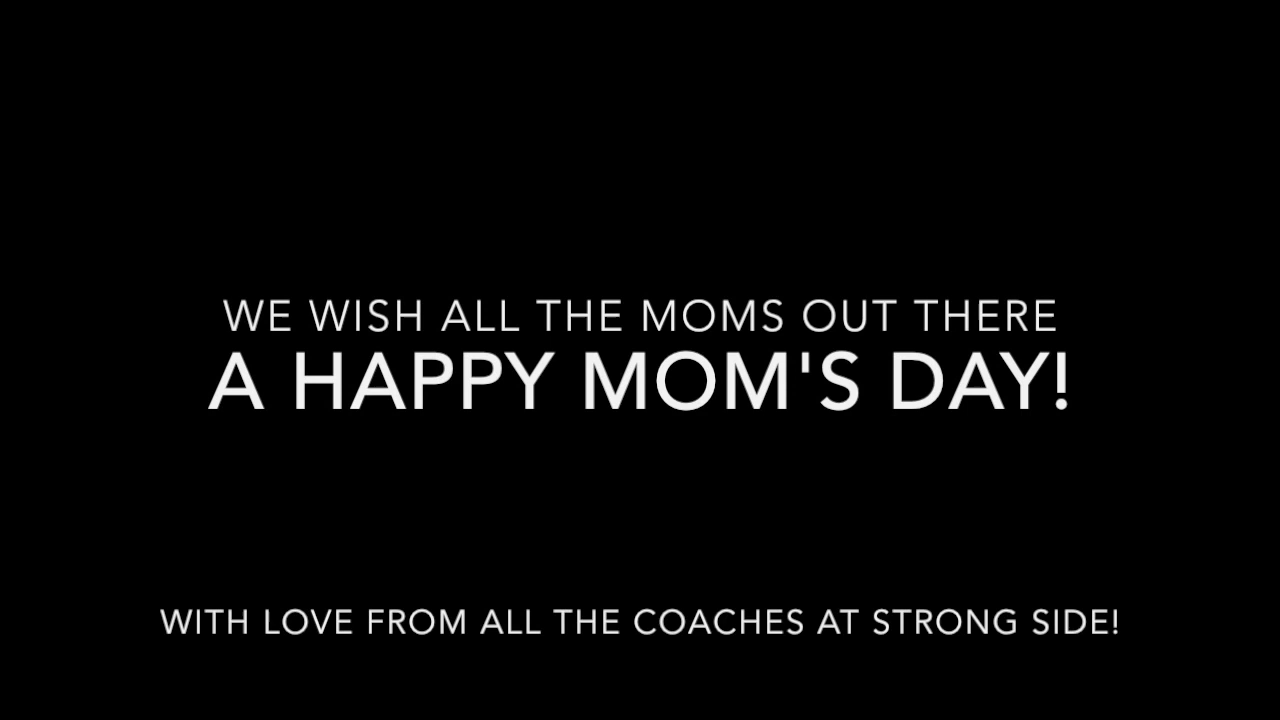 WE WISH ALL THE MOMS OUT THERE
A HAPPY MOM'S DAY!
WITH LOVE FROM ALL THE COACHES AT STRONG SIDE!